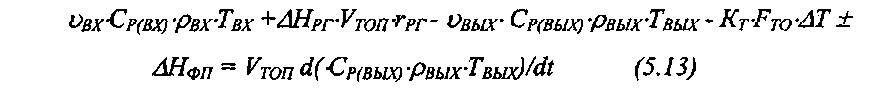 υВХ·CP(ВХ)·ρВХ·TВХ +ΔHРГ·VТОП·rРГ - υВЫХ· CP(ВЫХ)·ρВЫХ·TВЫХ - KТ·FТО·ΔT ±
ΔHФП = VТОП d(·CP(ВЫХ)·ρВЫХ·TВЫХ)/dt (5.13)